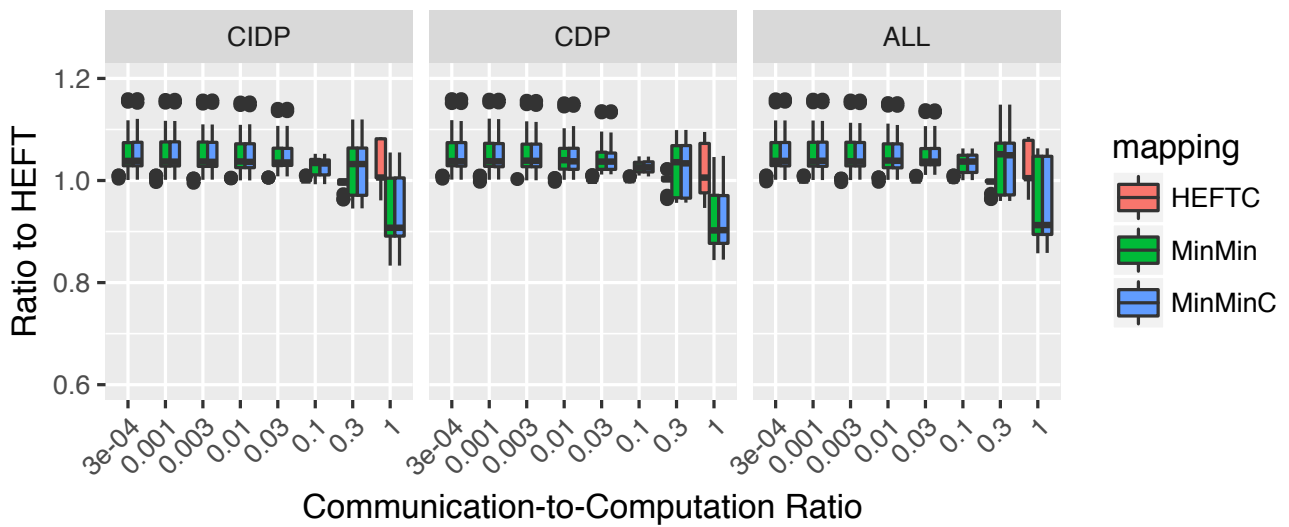 CIDP CDP ALL
Ratio to HEFT
1.2
1.0
0.8
0.6
3e-04 0.001 0.003 0.01 0.03 0.1 0.3 1 3e-04 0.001 0.003 0.01 0.03 0.1 0.3 1 3e-04 0.001 0.003 0.01 0.03 0.1 0.3 1
Communication-to-Computation Ratio
mapping
HEFTC
MinMin
MinMinC